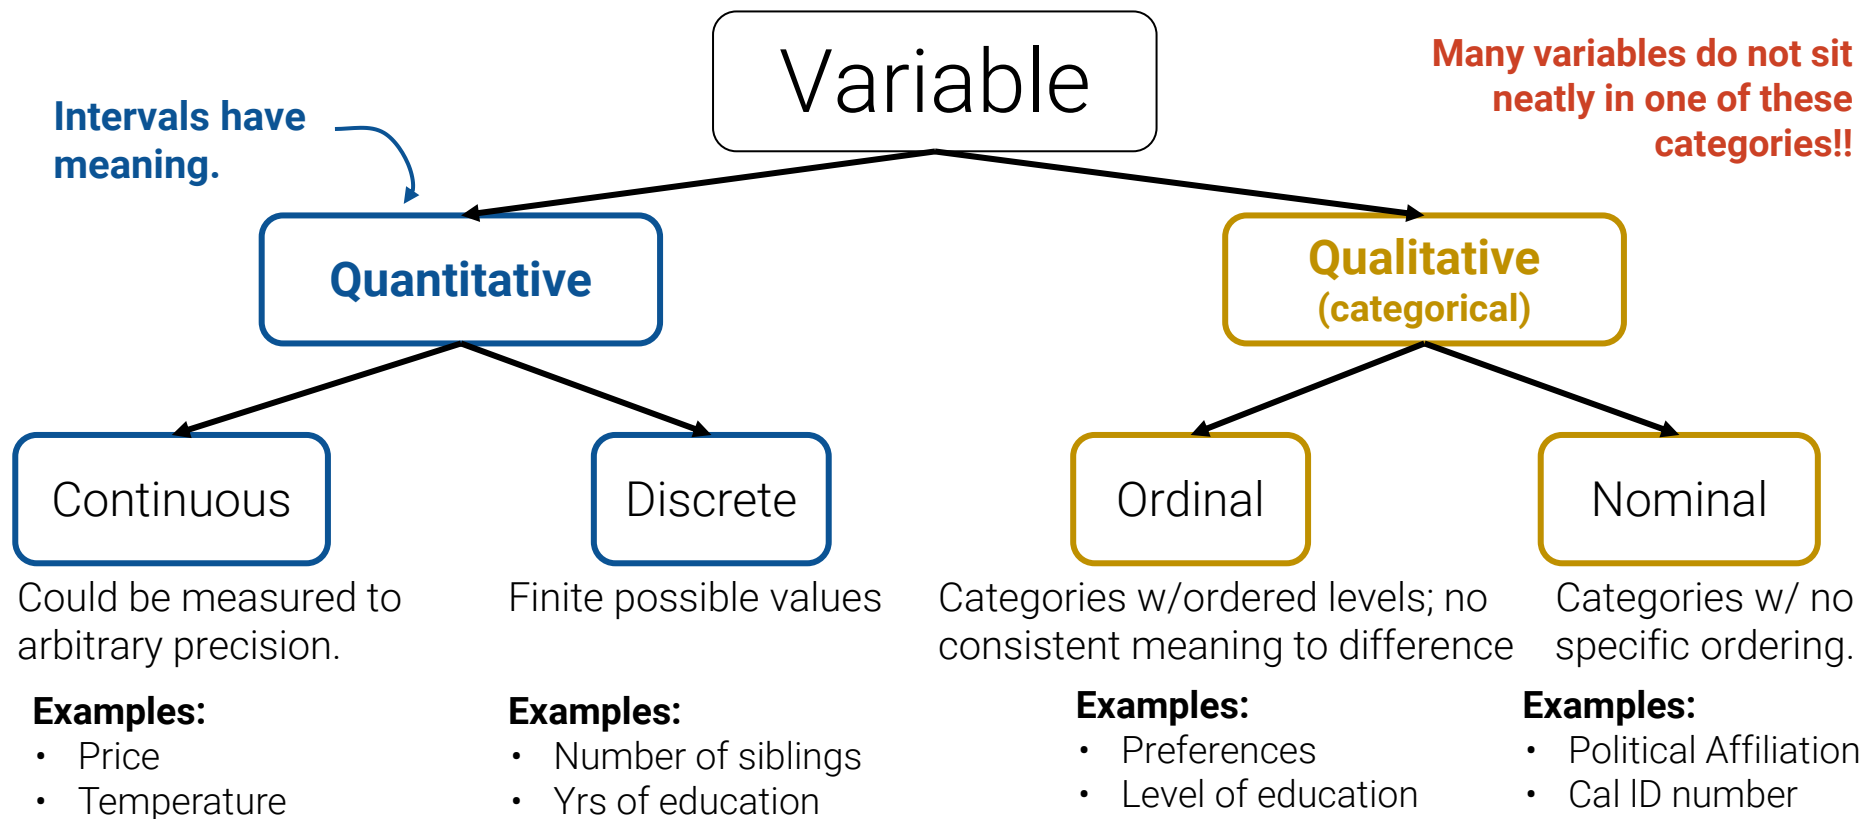 Variable
Many variables do not sit
neatly in one of these
categories!!
Intervals have
meaning.
Quantitative
Qualitative
(categorical)
Continuous
Discrete
Ordinal
Nominal
Could be measured to
arbitrary precision.
Examples:
• Price
• Temperature
Finite possible values
Examples:
• Number of siblings
• Yrs of education
Categories w/ordered levels; no
consistent meaning to difference
Examples:
• Preferences
• Level of education
Categories w/ no
specific ordering.
Examples:
• Political Affiliation
• Cal ID number